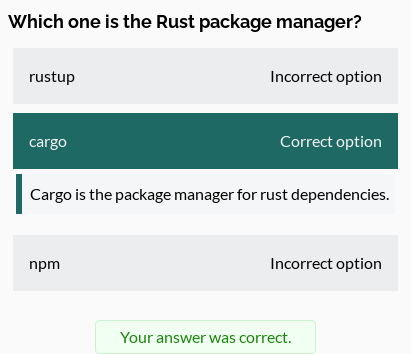 Which one is the Rust package manager?
rustup Incorrect option
cargo Correct option
Cargo is the package manager for rust dependencies.
npm Incorrect option
Your answer was correct.